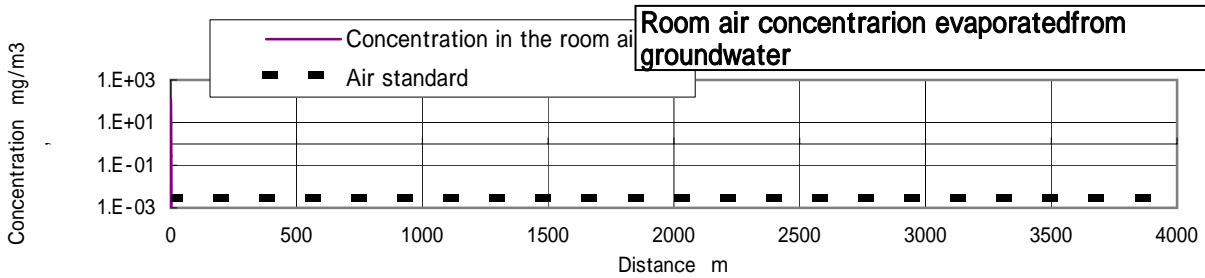 Room air concentrarion evaporatedfrom
groundwater
Concentration in the room ai
Air standard
Concentration mg/m3
,
1.E+03
1.E+01
1.E-01
1.E-03
0 500 1000 1500 2000 2500 3000 3500 4000
Distance m